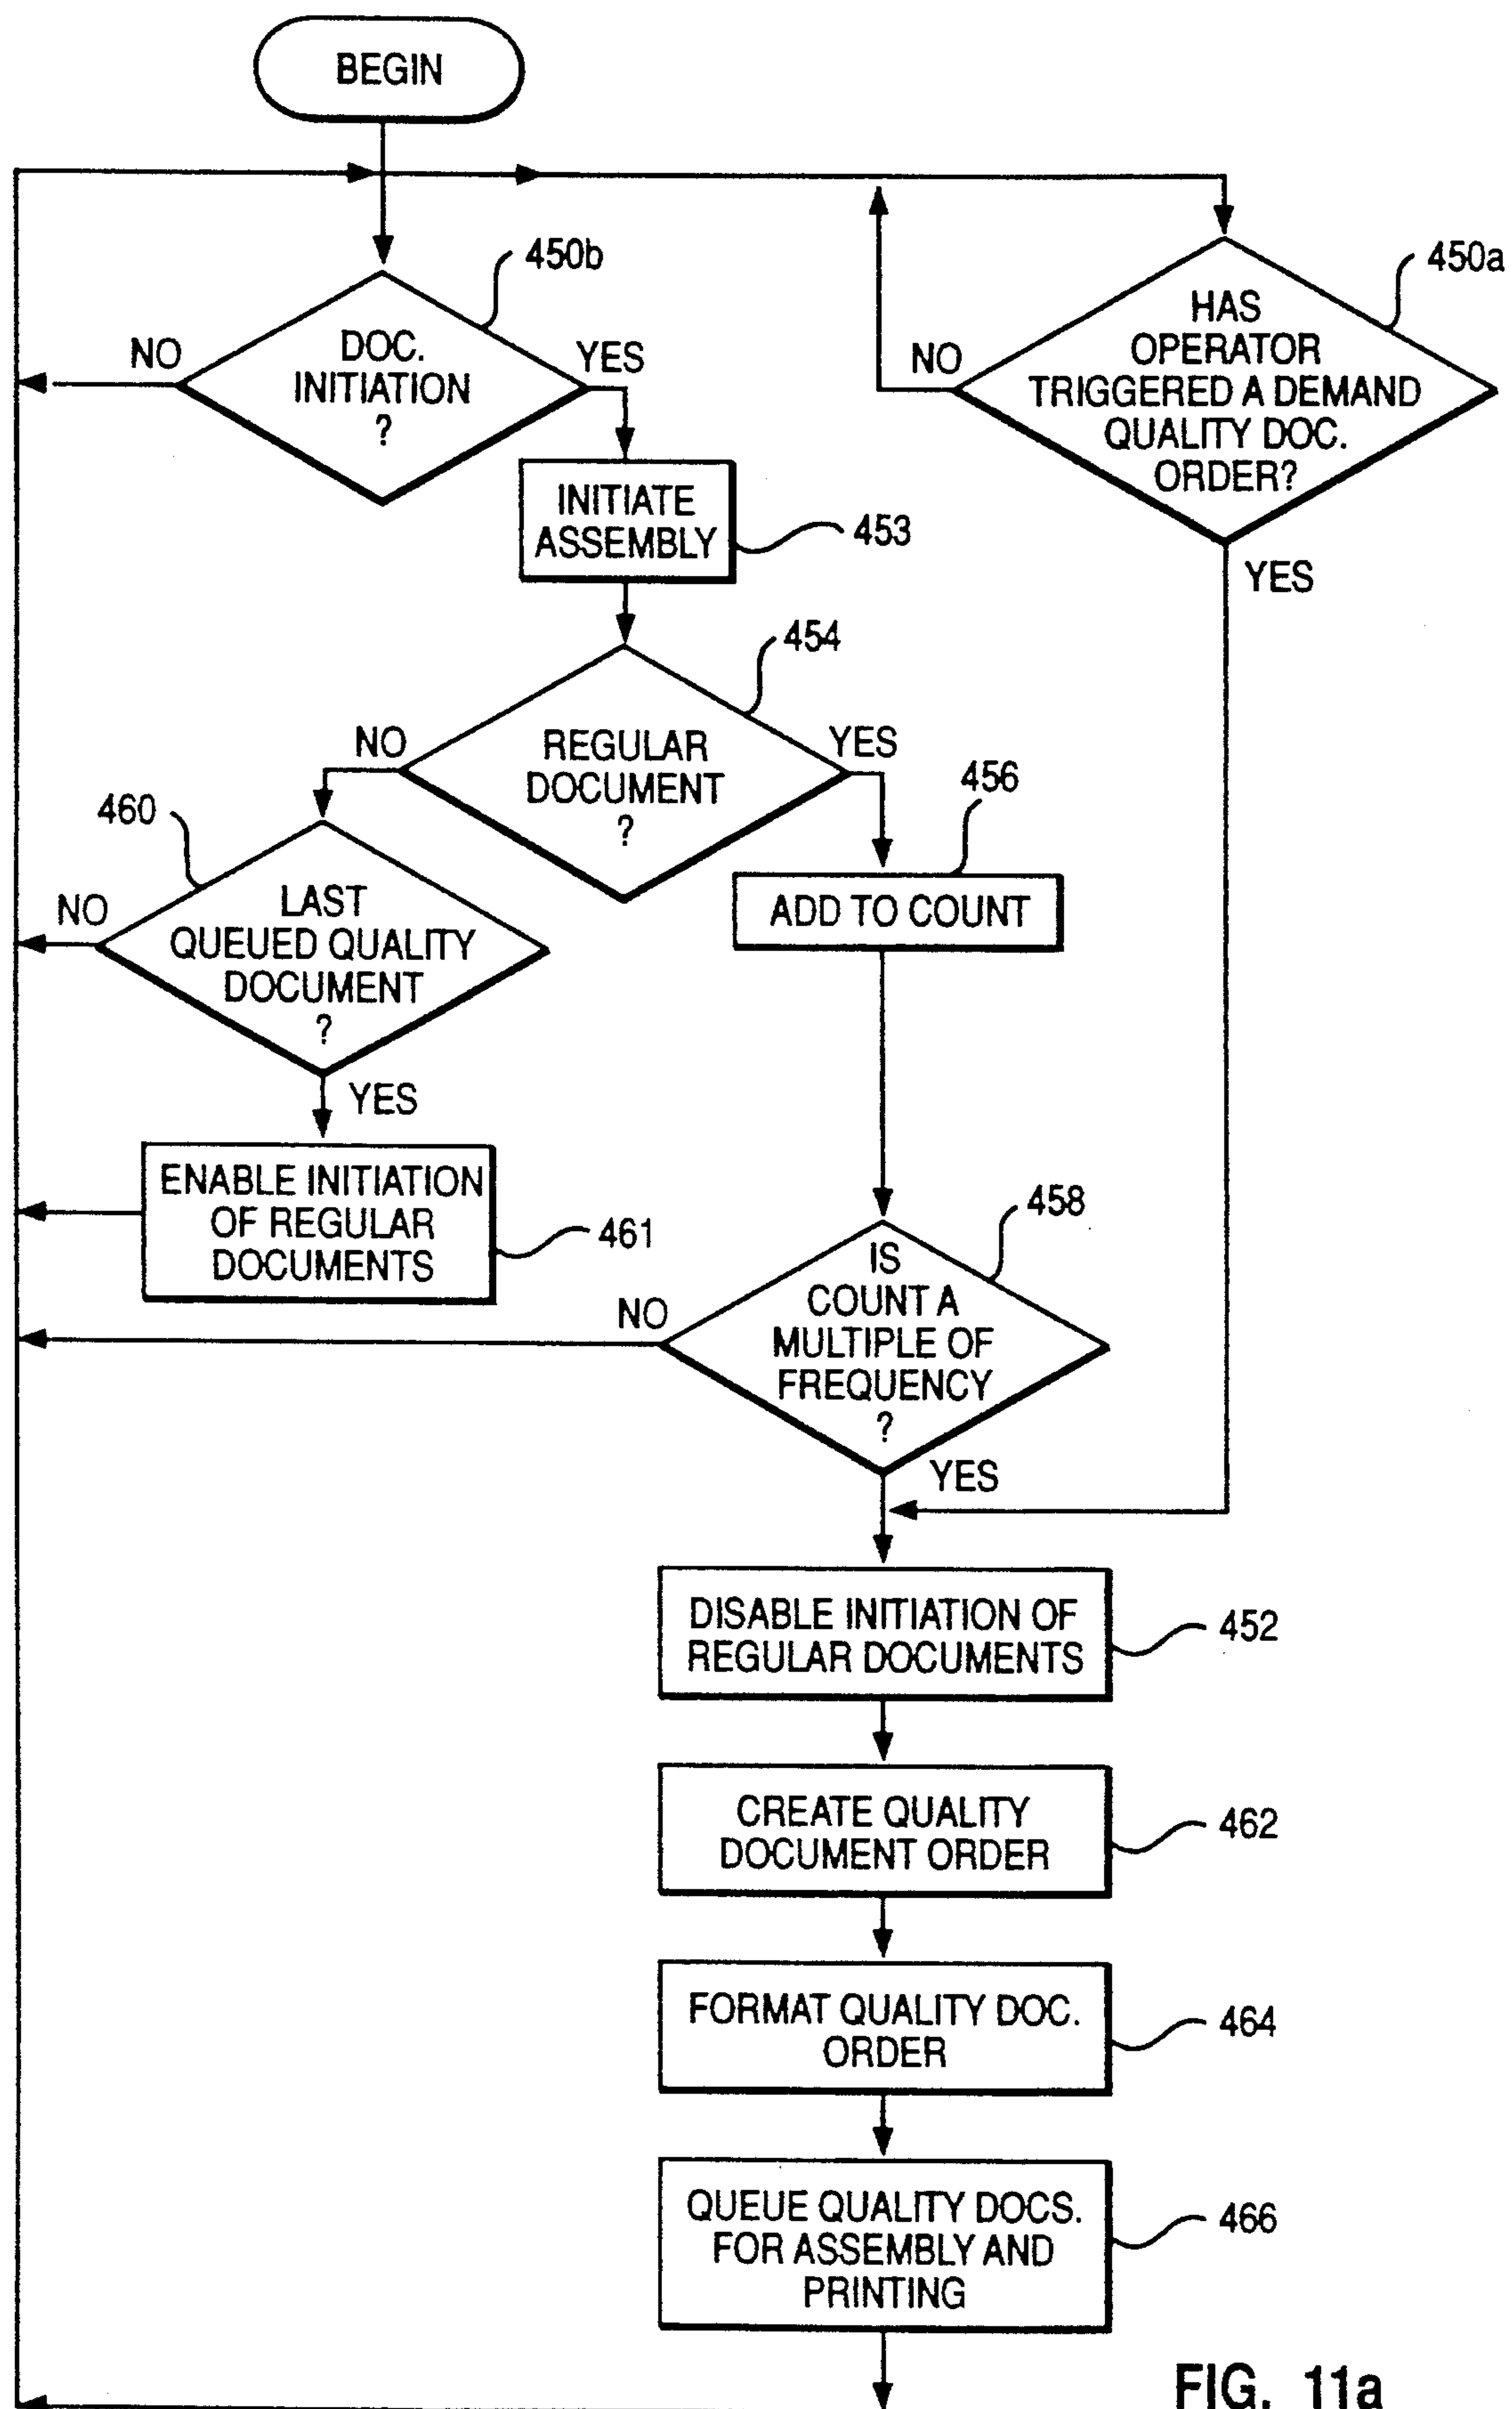 BEGIN
450b
450a
NO
DOC.
INITIATION
?
YES
NO
HAS
OPERATOR
TRIGGERED A DEMAND
QUALITY DOC.
ORDER?
YES
INITIATE
ASSEMBLY
453
454
NO
REGULAR
DOCUMENT
?
YES
456
ADD TO COUNT
460
NO
LAST
QUEUED QUALITY
DOCUMENT
?
YES
ENABLE INITIATION
OF REGULAR
DOCUMENTS
461
458
NO
IS
COUNT A
MULTIPLE OF
FREQUENCY
?
YES
DISABLE INITIATION OF
REGULAR DOCUMENTS
452
CREATE QUALITY
DOCUMENT ORDER
462
FORMAT QUALITY DOC.
ORDER
464
QUEUE QUALITY DOCS.
FOR ASSEMBLY AND
PRINTING
466
FIG. 11a